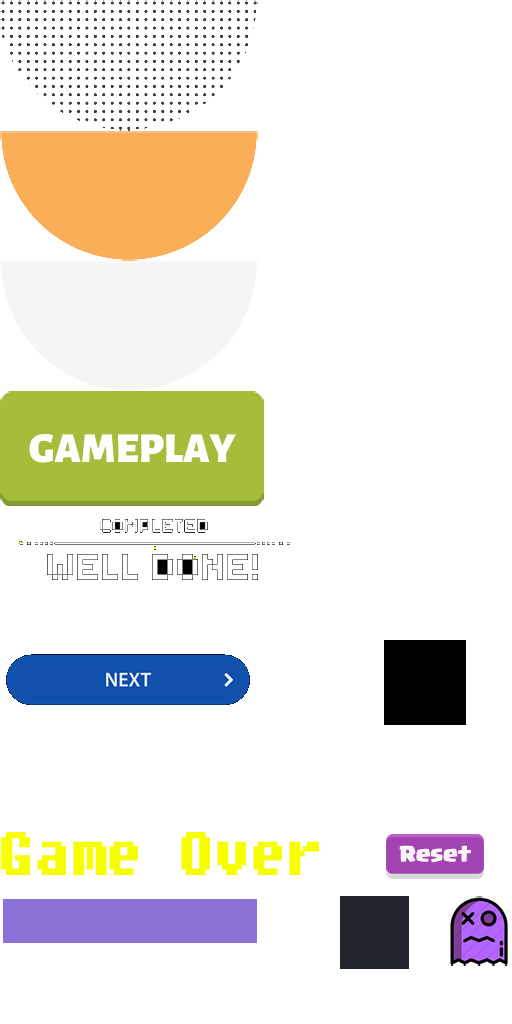 GAMEPLAY
COMPLETED
WELL DONE!
NEXT
Game Over
Reset